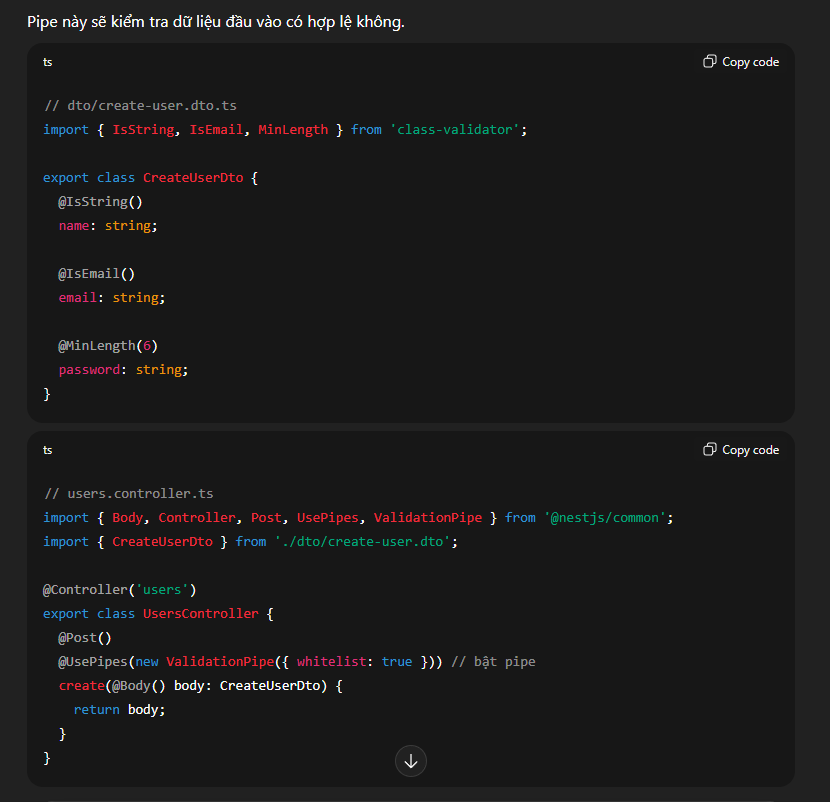 Pipe này sẽ kiểm tra dữ liệu đầu vào có hợp lệ không.
ts
Copy code
// dto/create-user.dto.ts
import { IsString, IsEmail, MinLength } from 'class-validator';
export class CreateUserDto {
  @IsString()
  name: string;
  @IsEmail()
  email: string;
  @MinLength(6)
  password: string;
}
ts
Copy code
// users.controller.ts
import { Body, Controller, Post, UsePipes, ValidationPipe } from '@nestjs/common';
import { CreateUserDto } from './dto/create-user.dto';
@Controller('users')
export class UsersController {
  @Post()
  @UsePipes(new ValidationPipe({ whitelist: true })) // bật pipe
  create(@Body() body: CreateUserDto) {
    return body;
  }
}